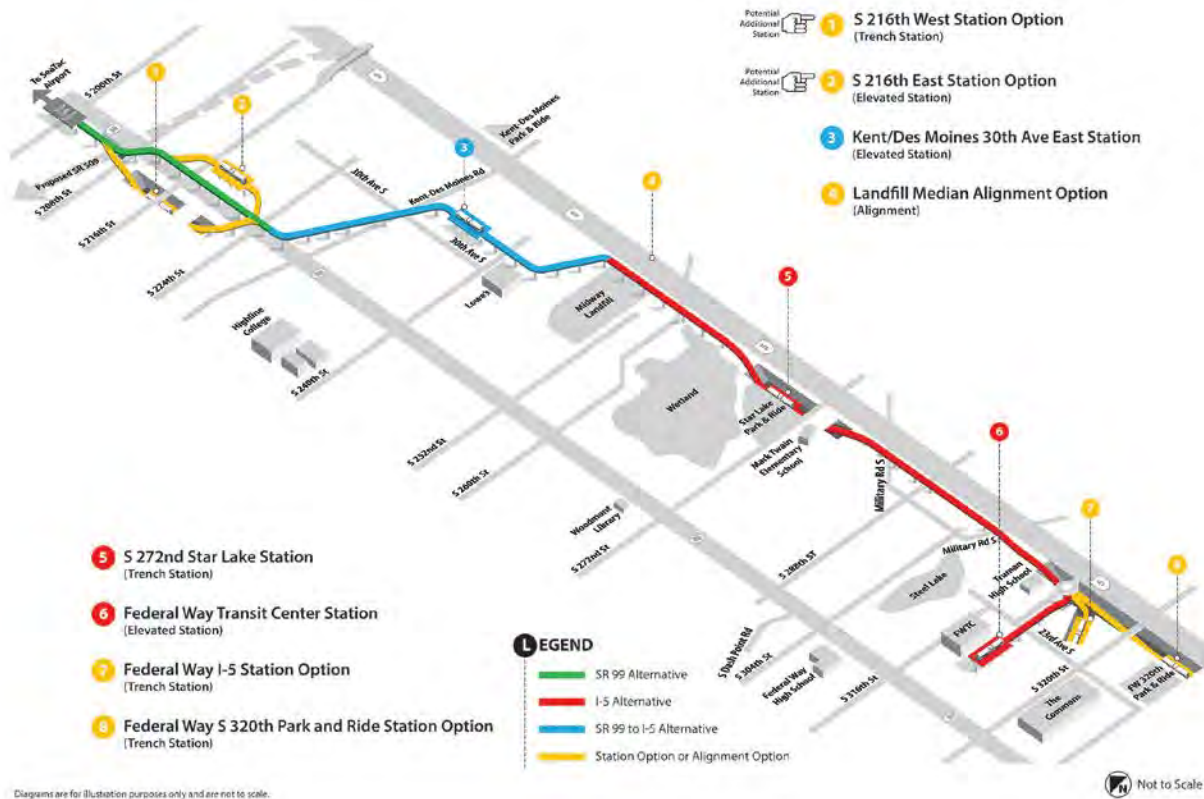 Potential
Additional
Station
1
S 216th West Station Option
(Trench Station)
Potential
Additional
Station
2
S 216th East Station Option
(Elevated Station)
3
Kent/Des Moines 30th Ave East Station
(Elevated Station)
4
Landfill Median Alignment Option
(Alignment)
To SeaTac
Airport
S 200th St
1
2
Proposed SR 509
S 208th St
S 216th St
S 224th St
30th Ave S
Kent-Des Moines Rd
Kent-Des Moines
Park & Ride
3
30th Ave S
Lowe's
Highline
College
S 240th St
4
Midway
Landfill
5
Wetland
Star Lake
Park & Ride
Mark Twain
Elementary
School
S 252nd St
S 260th St
Woodmont
Library
S 272nd St
Military Rd S
6
7
8
S 288th ST
Military Rd S
Steel Lake
Truman
High School
FWTC
23rd Ave S
S Dash Point Rd
S 304th St
Federal Way
High School
S 316th St
S 320th St
The
Commons
FW 320th
Park & Ride
5
S 272nd Star Lake Station
(Trench Station)
6
Federal Way Transit Center Station
(Elevated Station)
7
Federal Way I-5 Station Option
(Trench Station)
8
Federal Way S 320th Park and Ride Station Option
(Trench Station)
LEGEND
SR 99 Alternative
I-5 Alternative
SR 99 to I-5 Alternative
Station Option or Alignment Option
Diagrams are for illustration purposes only and are not to scale.
N
Not to Scale